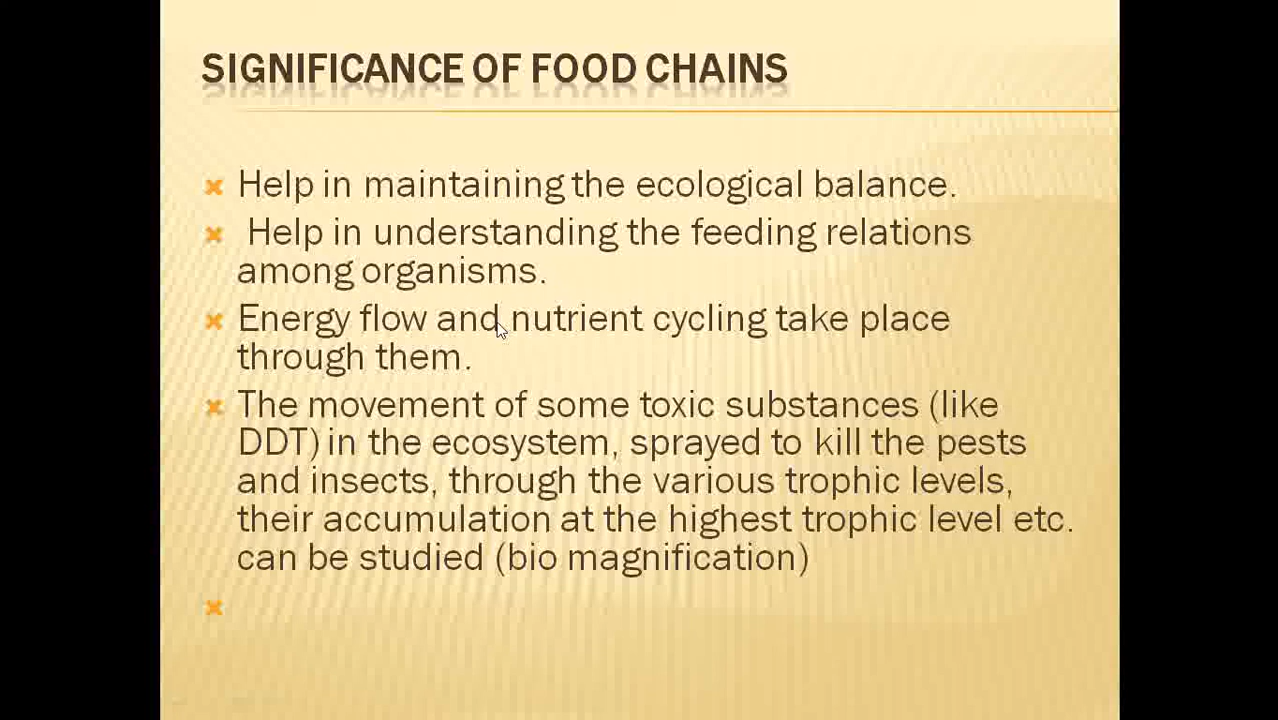 SIGNIFICANCE OF FOOD CHAINS
Help in maintaining the ecological balance.
Help in understanding the feeding relations
among organisms.
Energy flow and nutrient cycling take place
through them.
The movement of some toxic substances (like
DDT) in the ecosystem, sprayed to kill the pests
and insects, through the various trophic levels,
their accumulation at the highest trophic level etc.
can be studied (bio magnification)